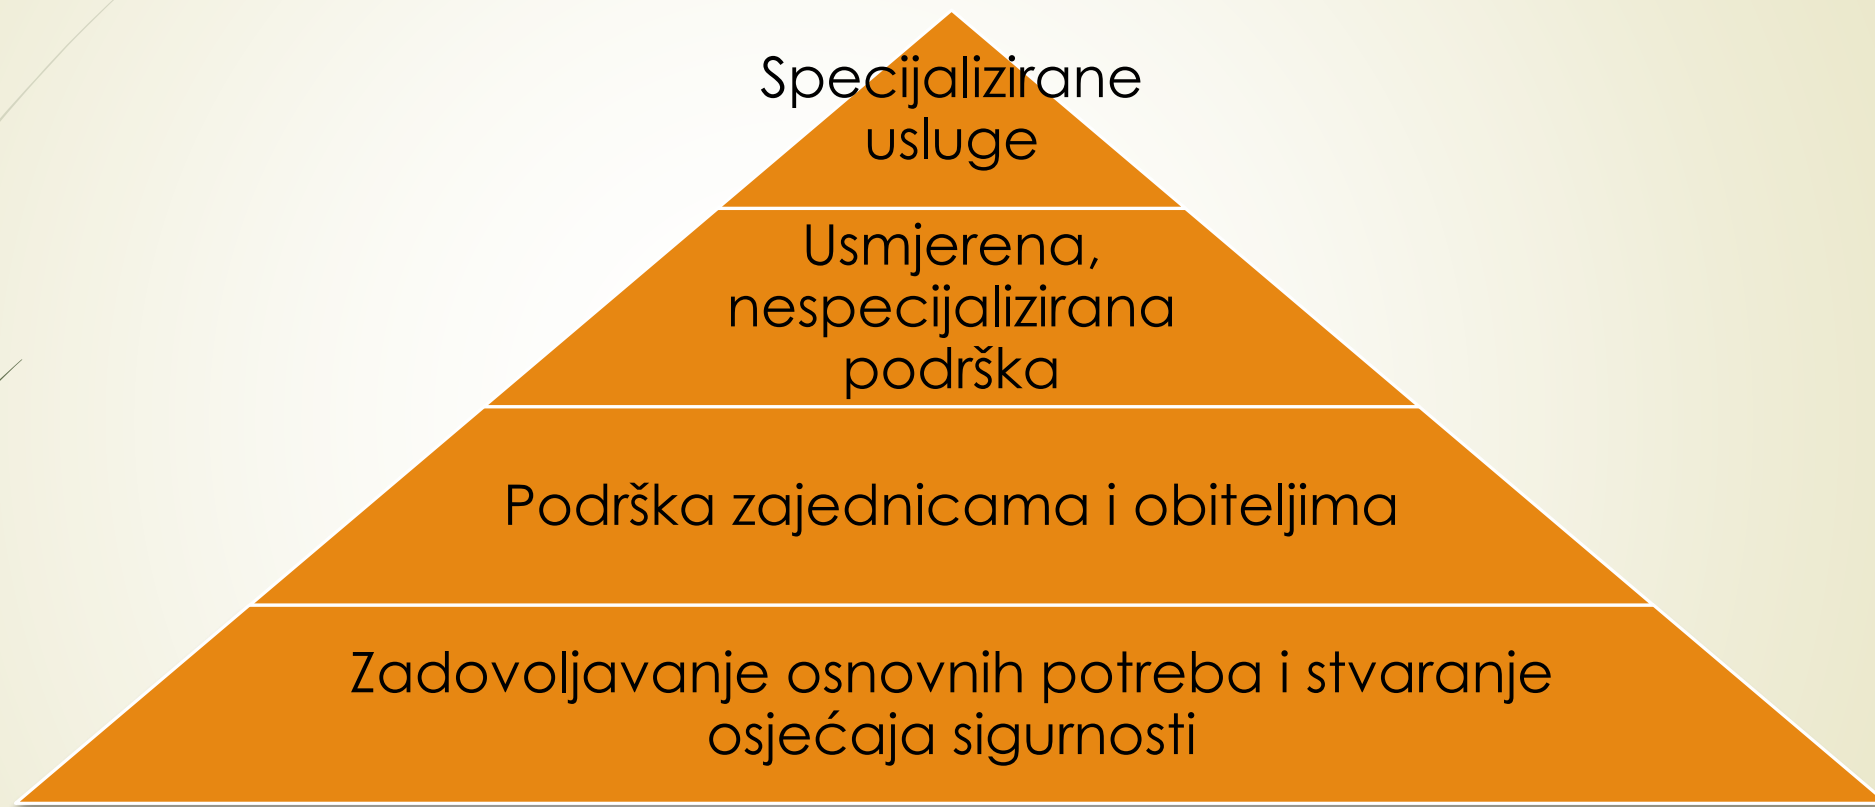 Specijalizirane
usluge
Usmjerena,
nespecijalizirana
podrška
Podrška zajednicama i obiteljima
Zadovoljavanje osnovnih potreba i stvaranje
osjećaja sigurnosti